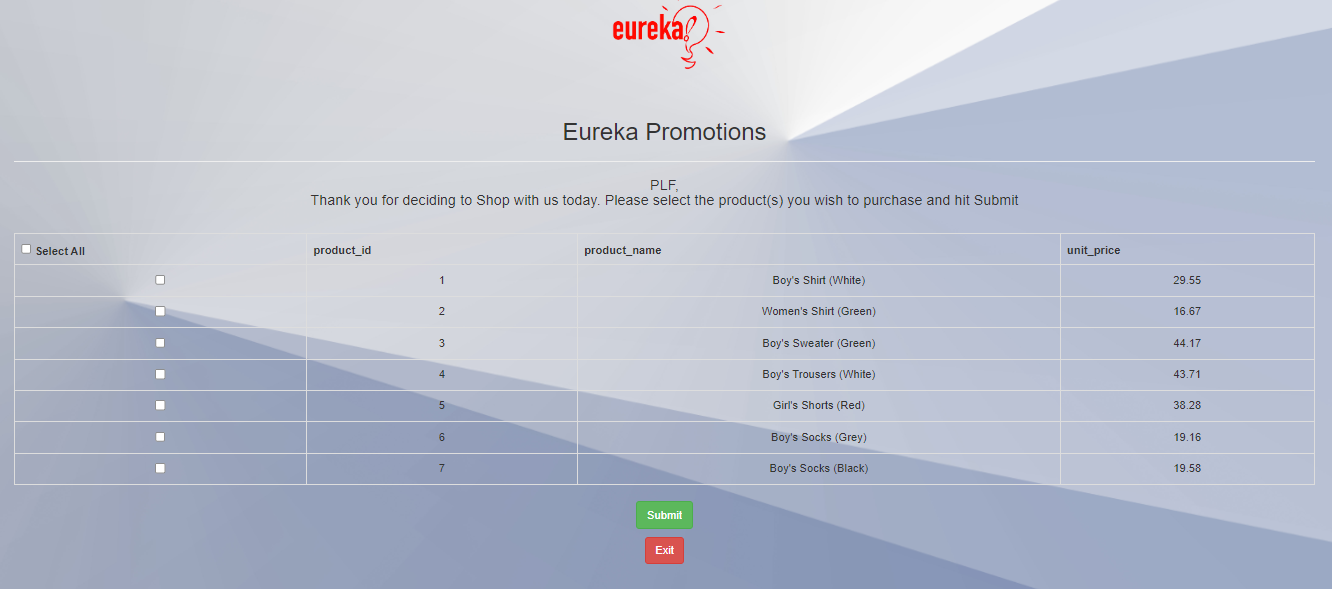 eureka!
Eureka Promotions
PLF,
Thank you for deciding to Shop with us today. Please select the product(s) you wish to purchase and hit Submit
Select All product_id product_name unit_price
1 Boy's Shirt (White) 29.55
2 Women's Shirt (Green) 16.67
3 Boy's Sweater (Green) 44.17
4 Boy's Trousers (White) 43.71
5 Girl's Shorts (Red) 38.28
6 Boy's Socks (Grey) 19.16
7 Boy's Socks (Black) 19.58
Submit
Exit